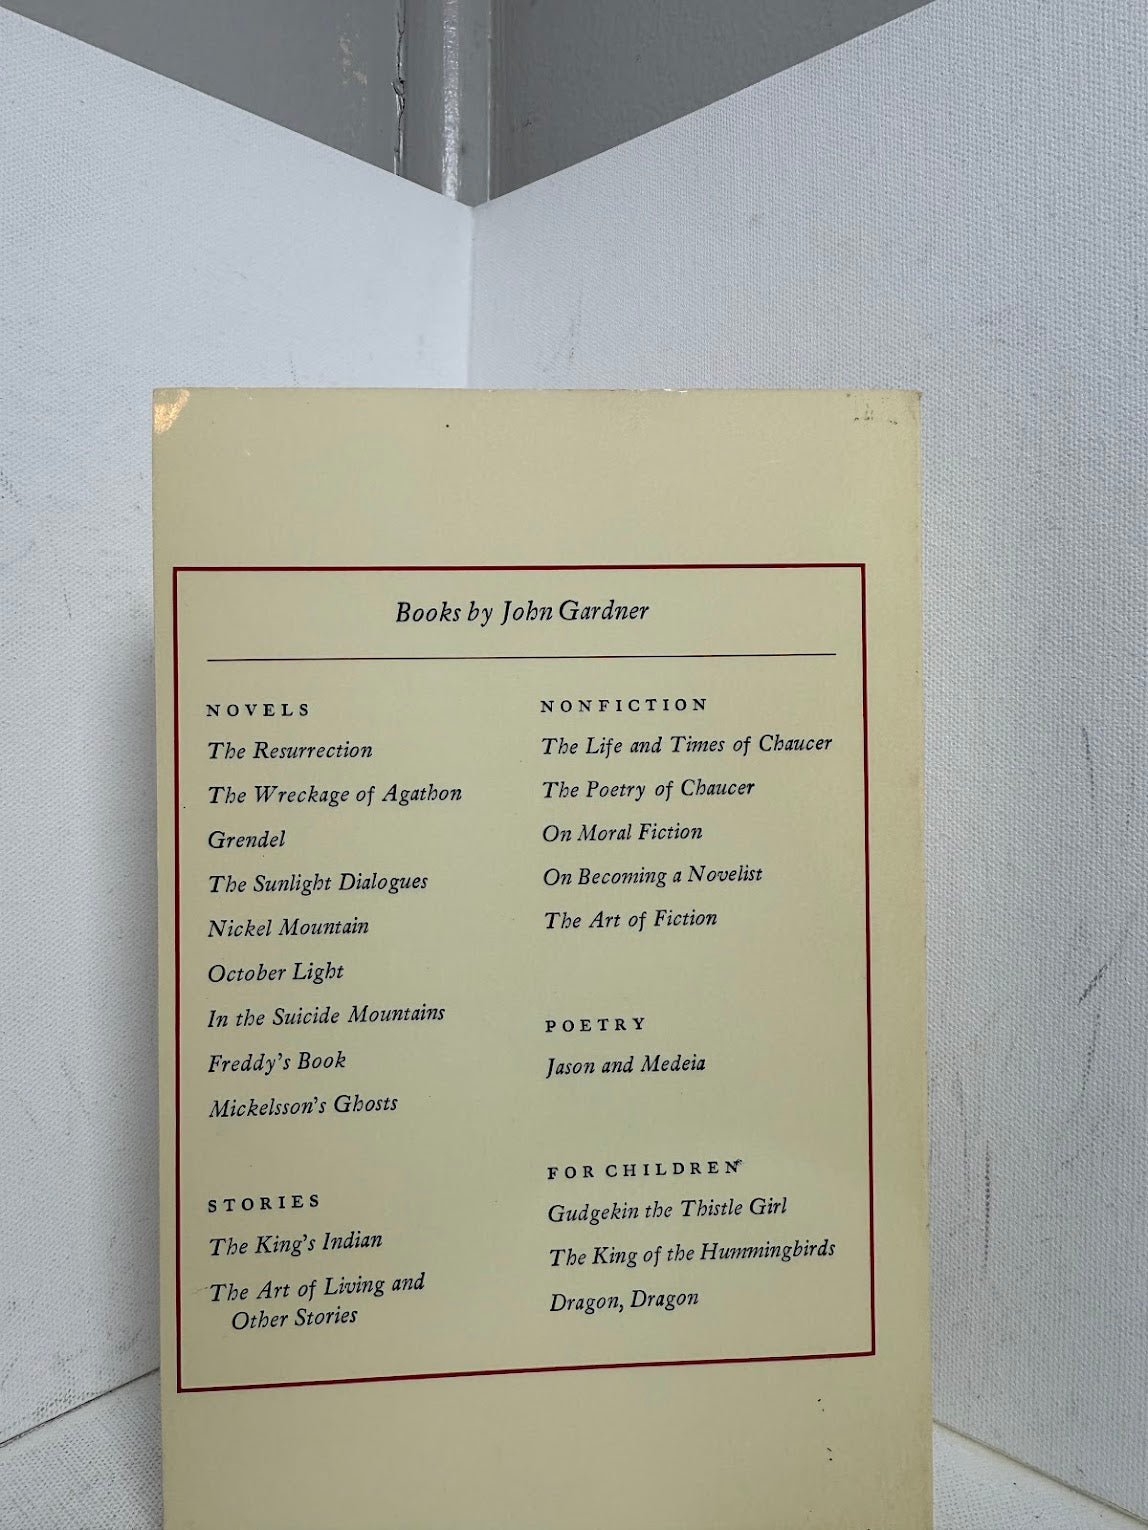 Books by John Gardner
NOVELS
The Resurrection
The Wreckage of Agathon
Grendel
The Sunlight Dialogues
Nickel Mountain
October Light
In the Suicide Mountains
Freddy's Book
Mickelsson's Ghosts
STORIES
The King's Indian
The Art of Living and
Other Stories
NONFICTION
The Life and Times of Chaucer
The Poetry of Chaucer
On Moral Fiction
On Becoming a Novelist
The Art of Fiction
POETRY
Jason and Medeia
FOR CHILDREN
Gudgekin the Thistle Girl
The King of the Hummingbirds
Dragon, Dragon